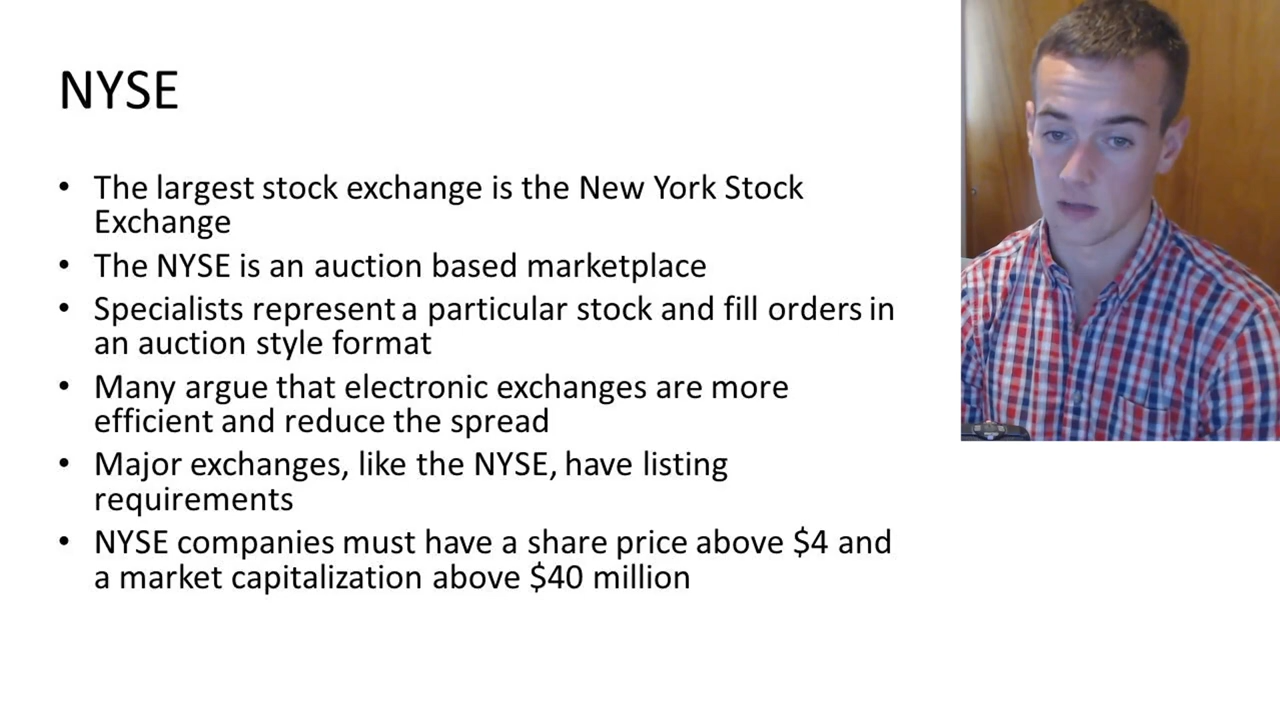 NYSE
• The largest stock exchange is the New York Stock
Exchange
• The NYSE is an auction based marketplace
• Specialists represent a particular stock and fill orders in
an auction style format
• Many argue that electronic exchanges are more
efficient and reduce the spread
• Major exchanges, like the NYSE, have listing
requirements
• NYSE companies must have a share price above $4 and
a market capitalization above $40 million